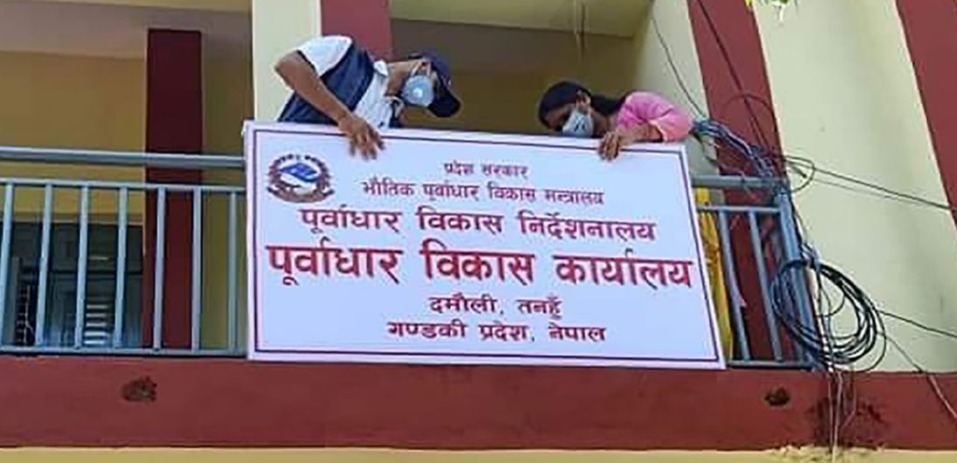 प्रदेश सरकार
भौतिक पूर्वाधार विकास मन्त्रालय
पूर्वाधार विकास निर्देशनालय
पूर्वाधार विकास कार्यालय
दमौली, तनहुँ
गण्डकी प्रदेश, नेपाल